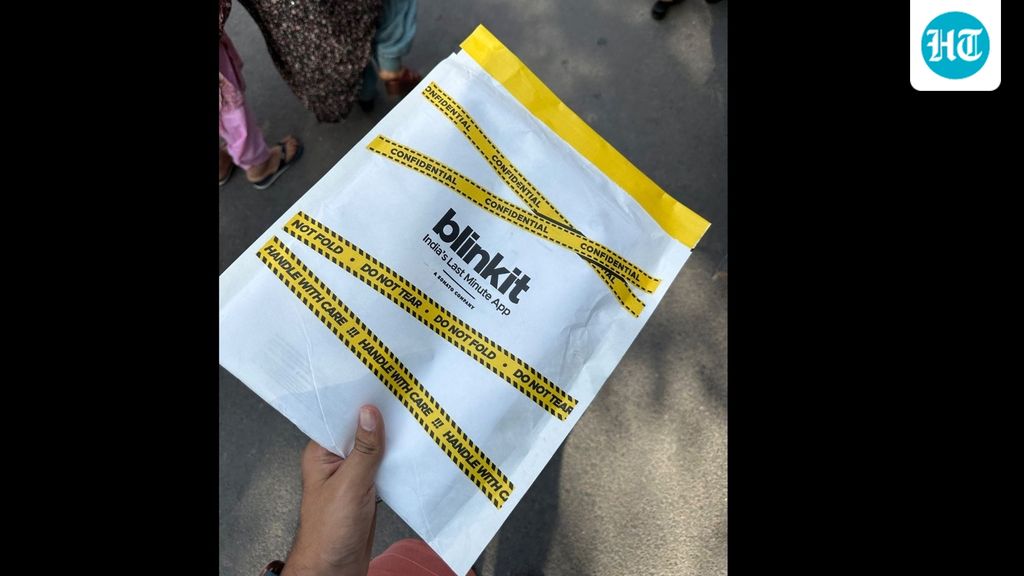 HT
ONFIDENTIAL CONFIDENTIAL
CONFIDENTIAL CONFIDENTIAL CONFIDENTIAL
blinkit
India's Last Minute App
A ZOMATO COMPANY
NOT FOLD • DO NOT TEAR • DO NOT FOLD • DO NOT TEAR
HANDLE WITH CARE !!! HANDLE WITH CARE !!! HANDLE WITH C